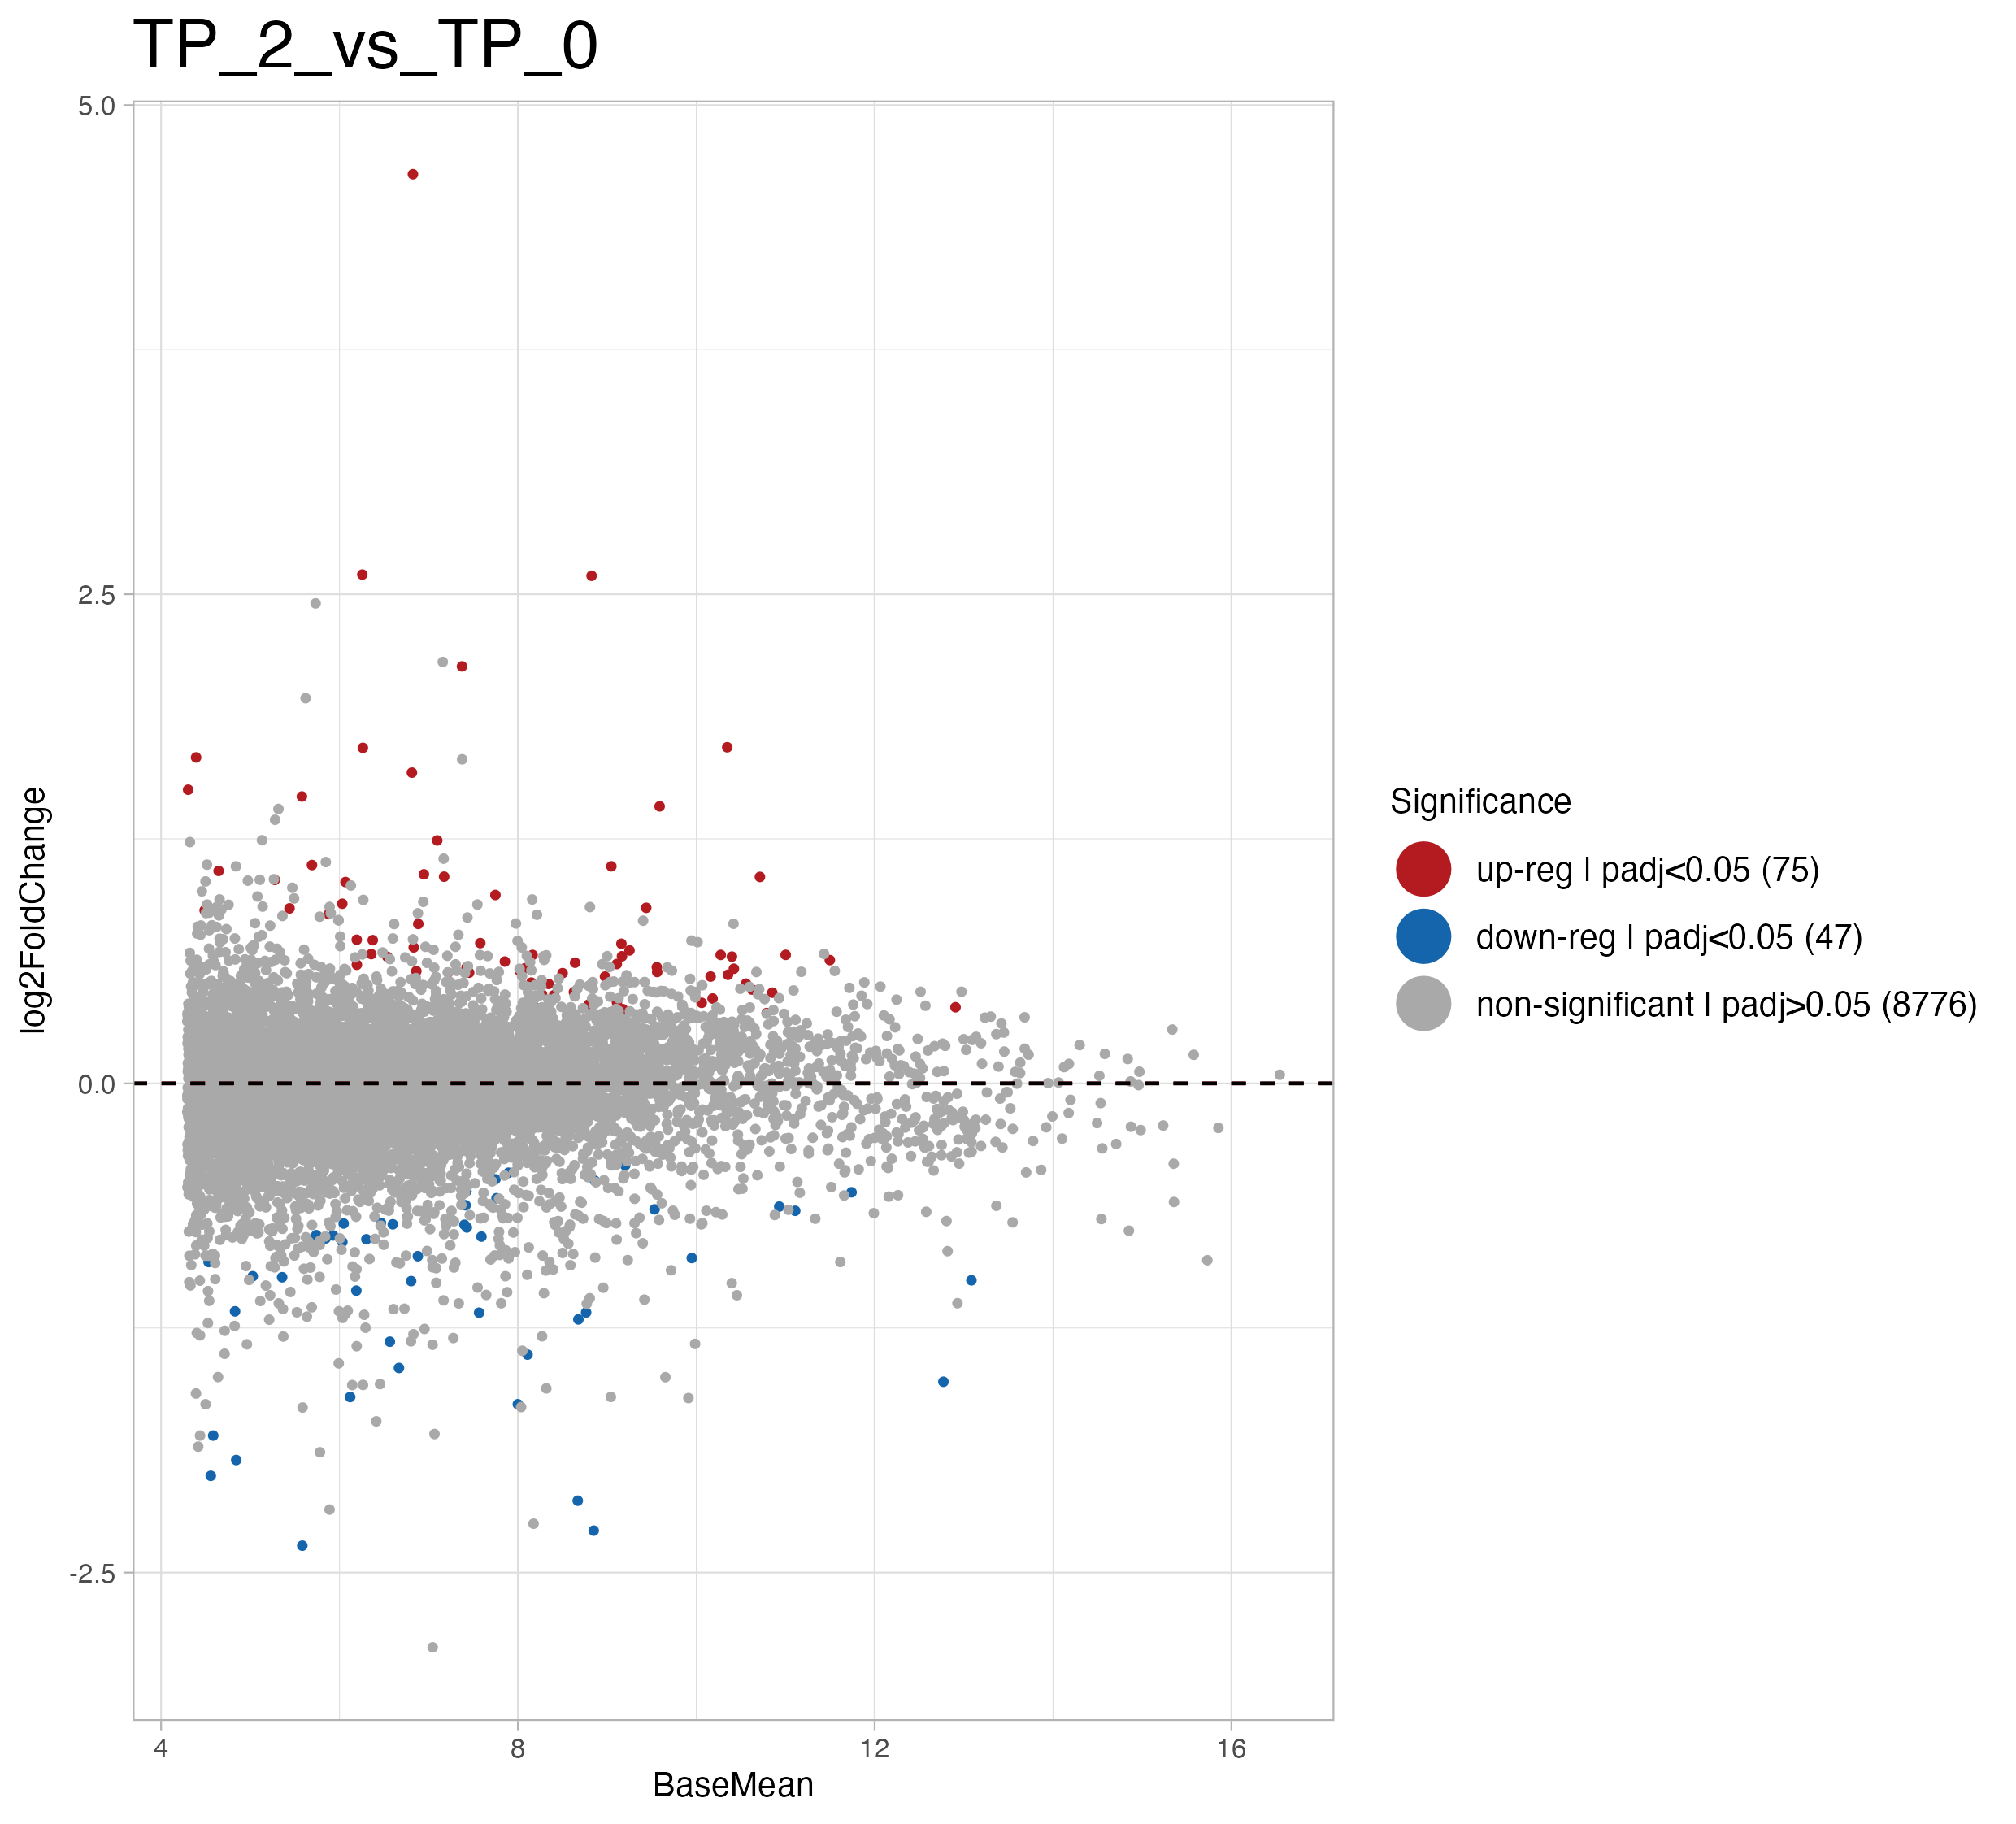 TP_2_vs_TP_0
5.0
2.5
0.0
-2.5
log2FoldChange
4
8
12
16
BaseMean
Significance
up-reg | padj<0.05 (75)
down-reg | padj<0.05 (47)
non-significant | padj>0.05 (8776)